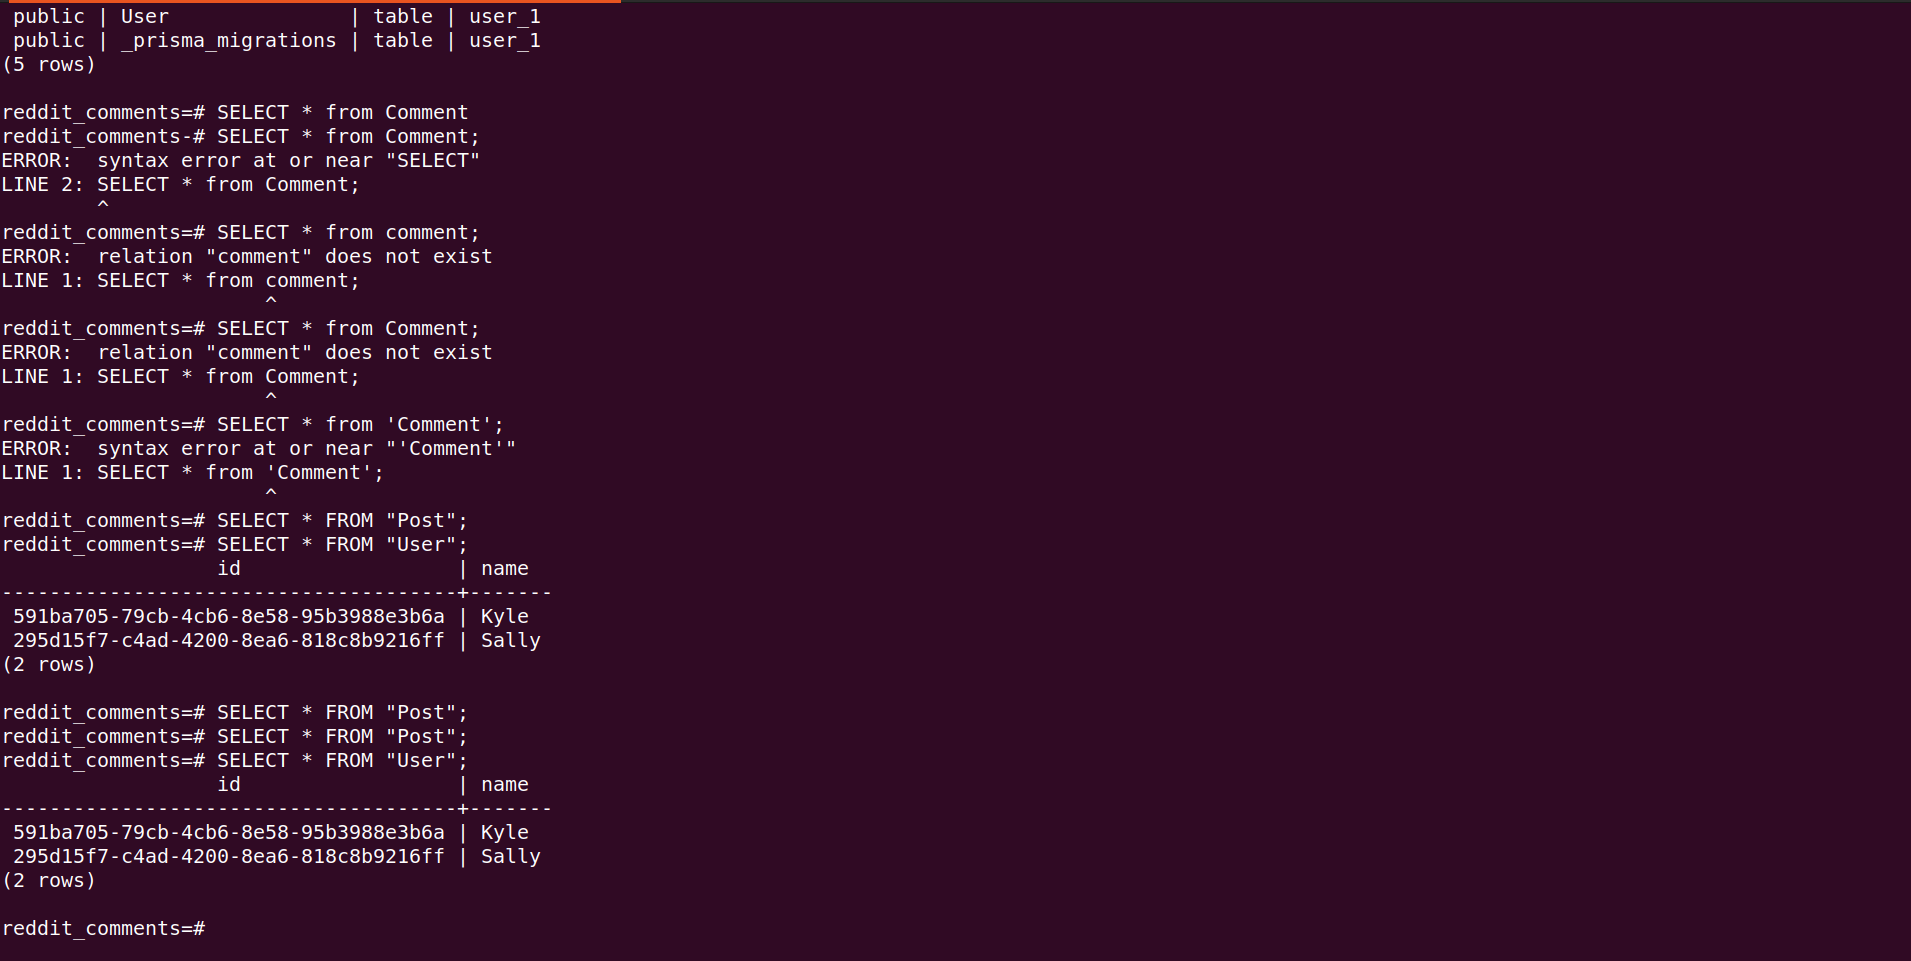 public | User | table | user_1
public | _prisma_migrations | table | user_1
(5 rows)
reddit_comments=# SELECT * from Comment
reddit_comments-# SELECT * from Comment;
ERROR:  syntax error at or near "SELECT"
LINE 2: SELECT * from Comment;
^
reddit_comments=# SELECT * from comment;
ERROR:  relation "comment" does not exist
LINE 1: SELECT * from comment;
^
reddit_comments=# SELECT * from Comment;
ERROR:  relation "comment" does not exist
LINE 1: SELECT * from Comment;
^
reddit_comments=# SELECT * from 'Comment';
ERROR:  syntax error at or near "'Comment'"
LINE 1: SELECT * from 'Comment';
^
reddit_comments=# SELECT * FROM "Post";
reddit_comments=# SELECT * FROM "User";
id | name
--------------------------------------+-------
591ba705-79cb-4cb6-8e58-95b3988e3b6a | Kyle
295d15f7-c4ad-4200-8ea6-818c8b9216ff | Sally
(2 rows)
reddit_comments=# SELECT * FROM "Post";
reddit_comments=# SELECT * FROM "Post";
reddit_comments=# SELECT * FROM "User";
id | name
--------------------------------------+-------
591ba705-79cb-4cb6-8e58-95b3988e3b6a | Kyle
295d15f7-c4ad-4200-8ea6-818c8b9216ff | Sally
(2 rows)
reddit_comments=#